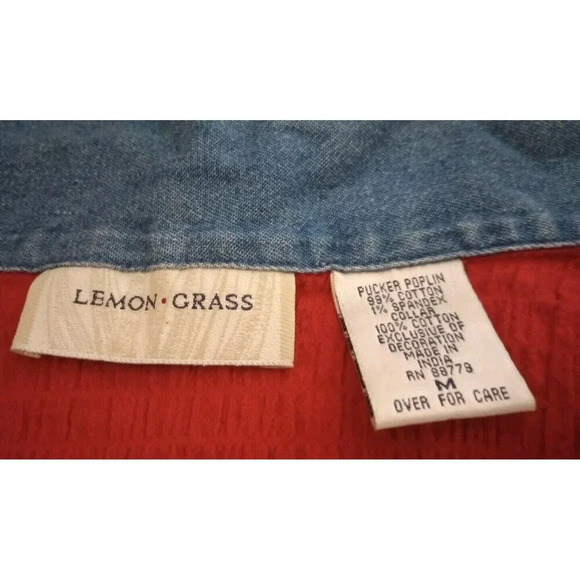 LEMON·GRASS
PUCKER POPLIN
99% COTTON
1% SPANDEX
COLLAR
100% COTTON
EXCLUSIVE OF
DECORATION
MADE IN
INDIA
RN 88779
M
OVER FOR CARE